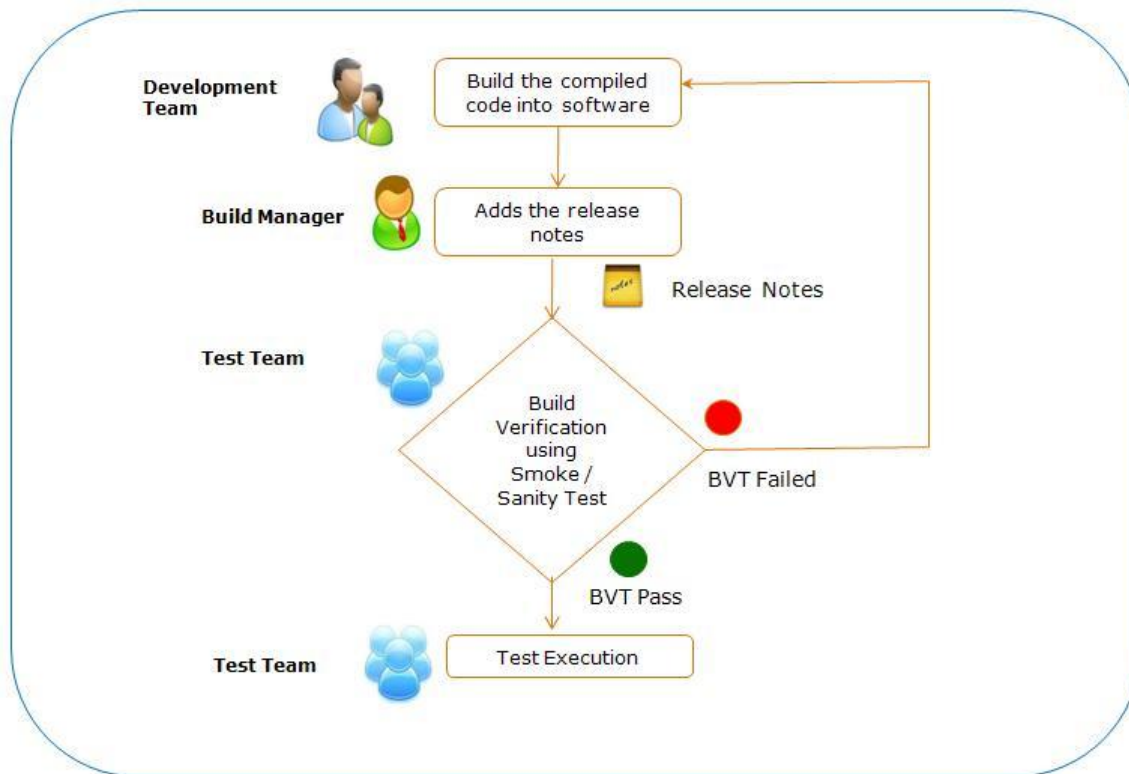 Development
Team
Build the compiled
code into software
Build Manager
Adds the release
notes
notes
Release Notes
Test Team
Build
Verification
using
Smoke /
Sanity Test
BVT Failed
BVT Pass
Test Team
Test Execution